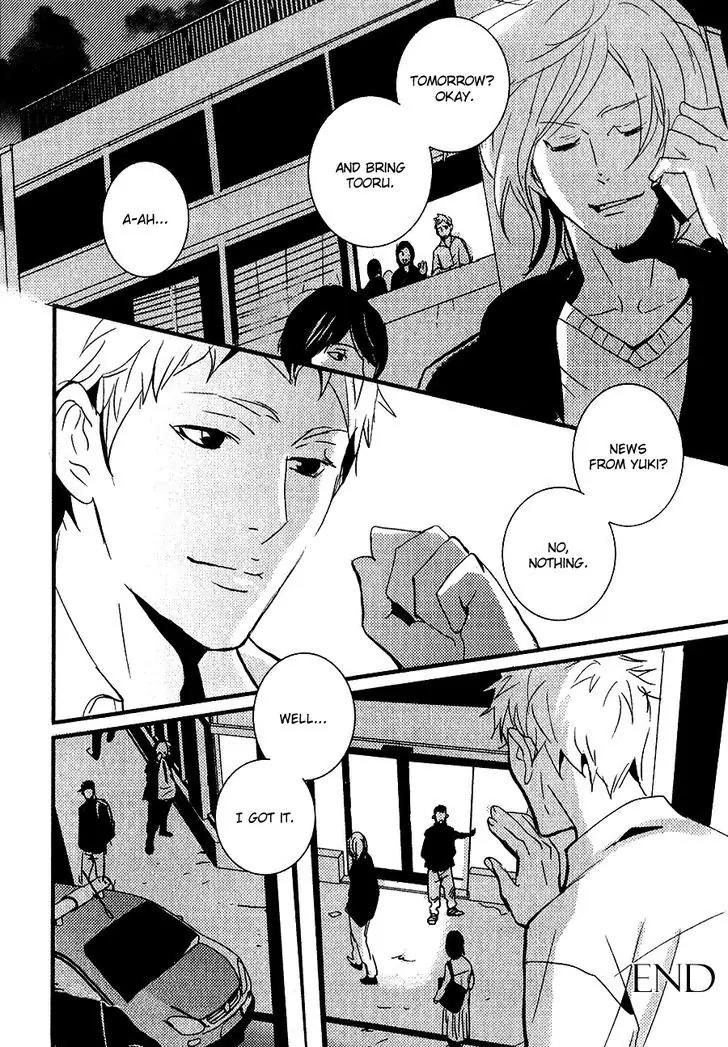 TOMORROW?
OKAY.
AND BRING
TOORU.
A-AH...
NEWS
FROM YUKI?
NO,
NOTHING.
WELL...
I GOT IT.
END